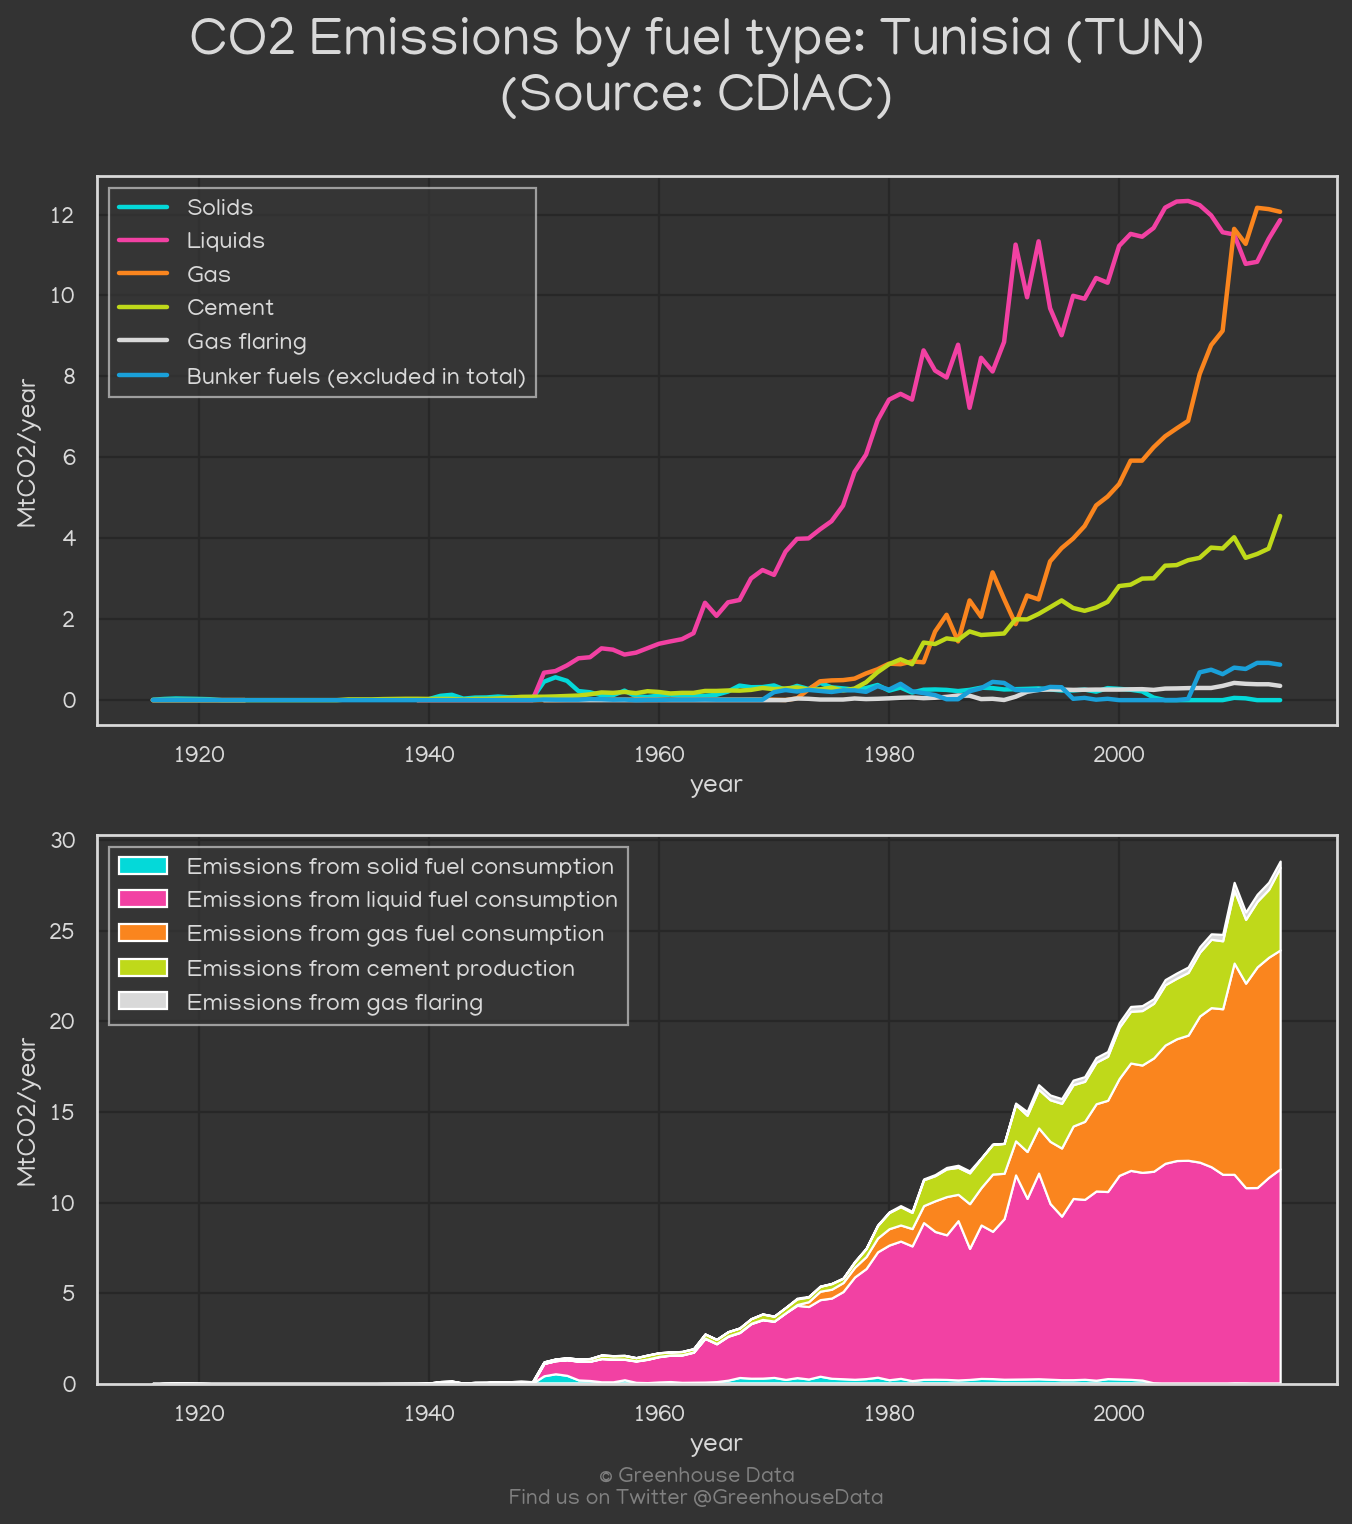 CO2 Emissions by fuel type: Tunisia (TUN)
(Source: CDIAC)
Solids
Liquids
Gas
Cement
Gas flaring
Bunker fuels (excluded in total)
MtCO2/year
12
10
8
6
4
2
0
1920 1940 1960 1980 2000
year
Emissions from solid fuel consumption
Emissions from liquid fuel consumption
Emissions from gas fuel consumption
Emissions from cement production
Emissions from gas flaring
MtCO2/year
30
25
20
15
10
5
0
1920 1940 1960 1980 2000
year
© Greenhouse Data
Find us on Twitter @GreenhouseData